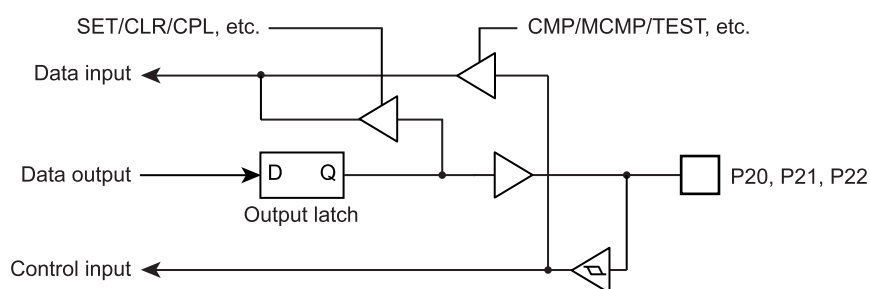 SET/CLR/CPL, etc.
CMP/MCMP/TEST, etc.
Data input
Data output
D
Q
P20, P21, P22
Output latch
Control input